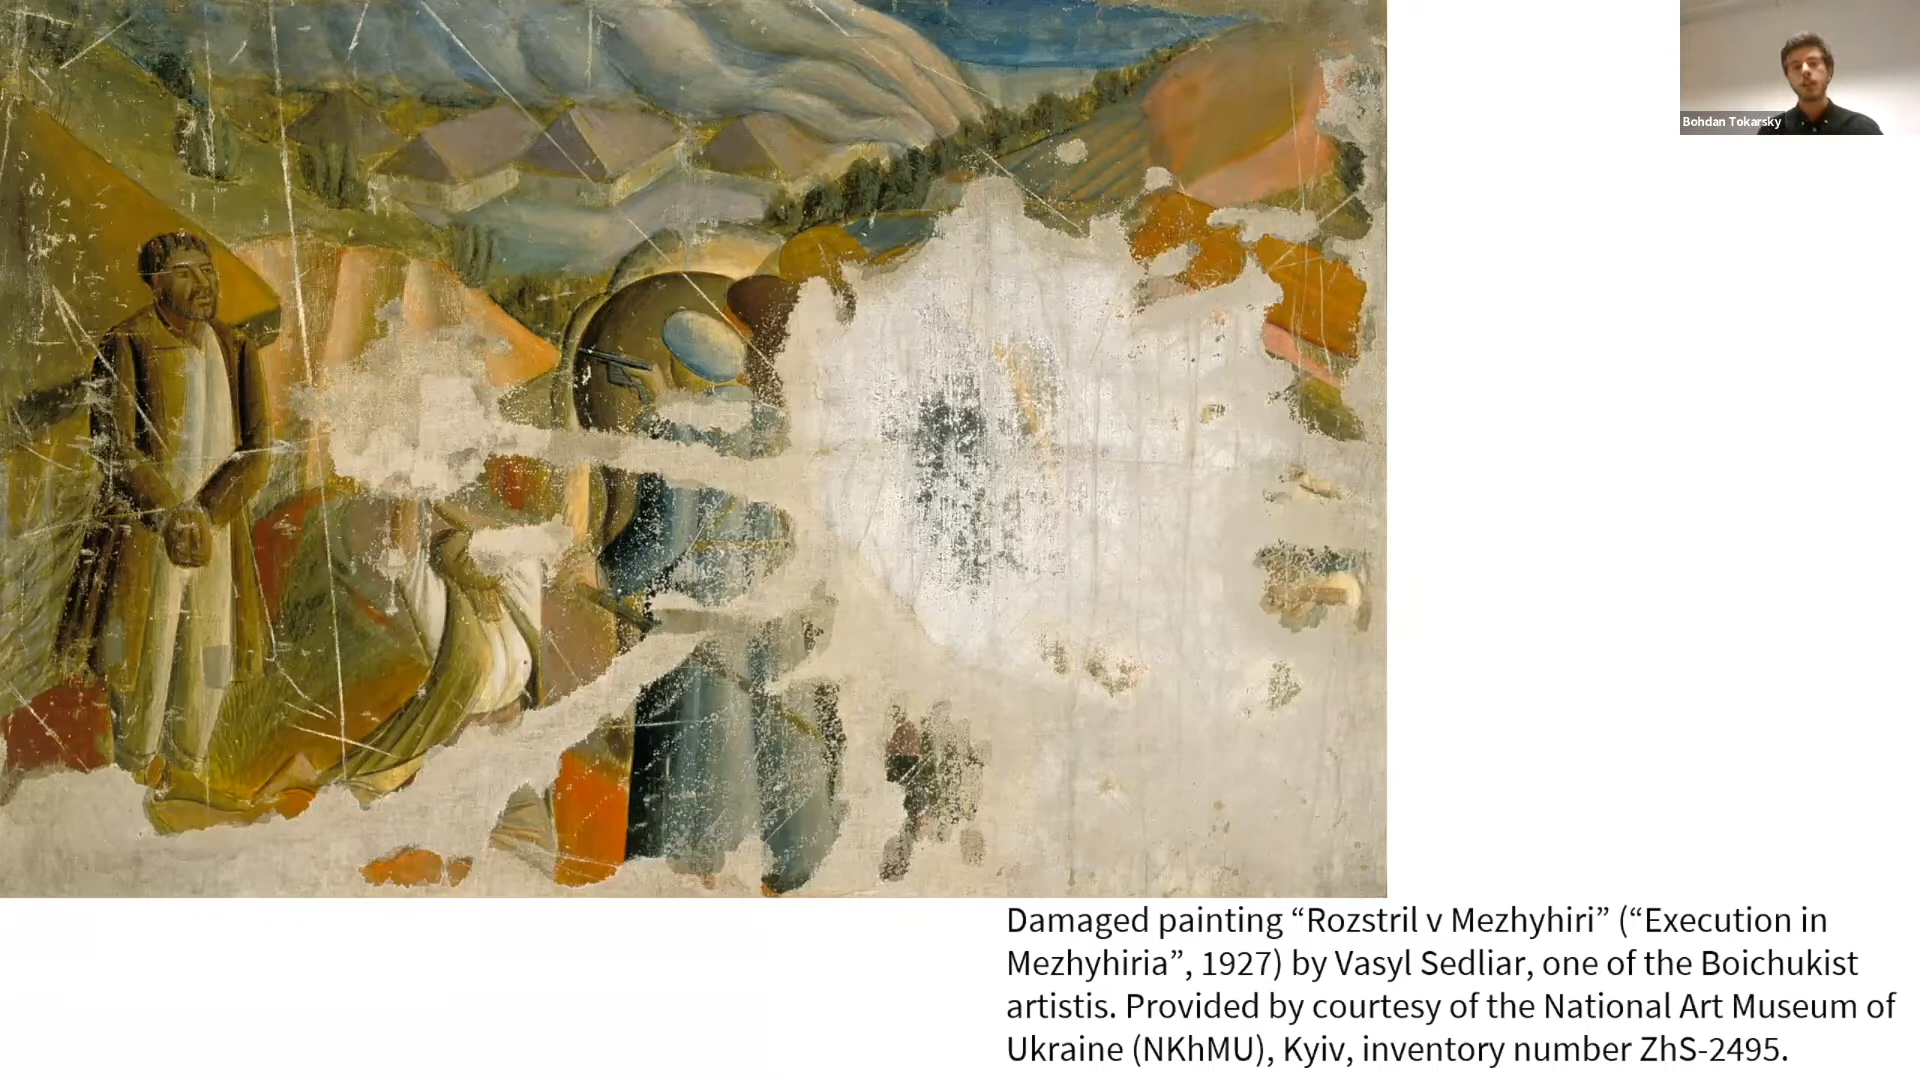 Bohdan Tokarsky
Damaged painting “Rozstril v Mezhyhiri” (“Execution in
Mezhyhiria”, 1927) by Vasyl Sedliar, one of the Boichukist
artistis. Provided by courtesy of the National Art Museum of
Ukraine (NKhMU), Kyiv, inventory number ZhS-2495.